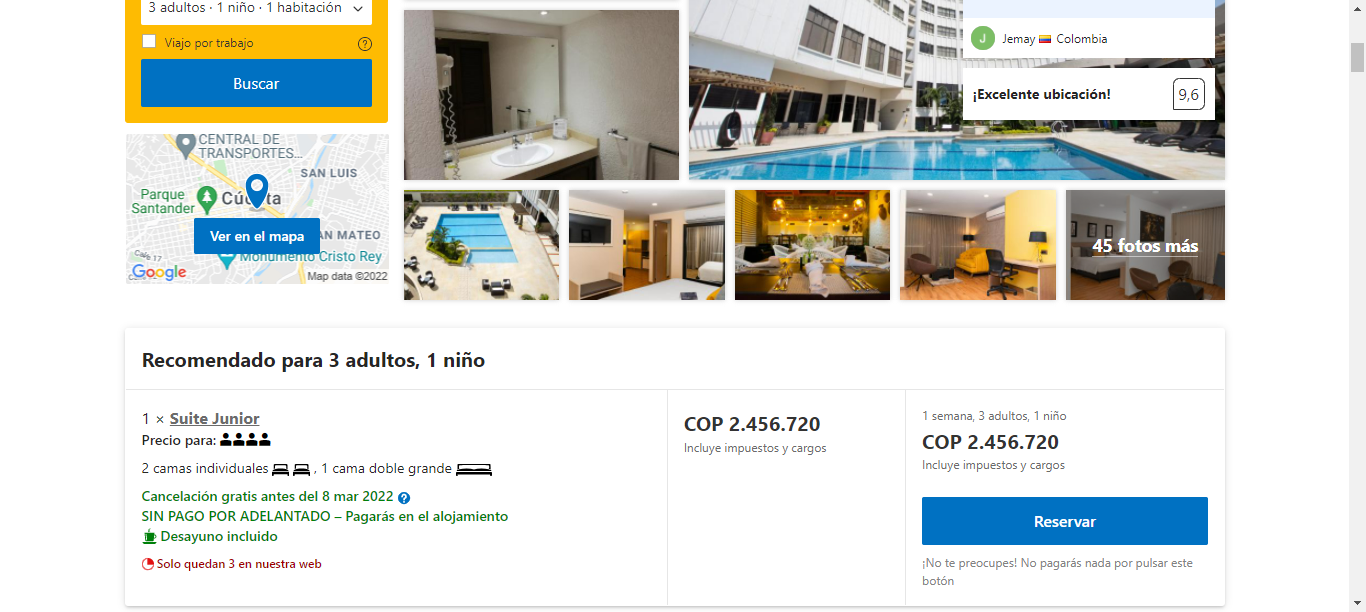 3 adultos · 1 niño · 1 habitación
Viajo por trabajo
Buscar
CENTRAL DE
TRANSPORTES...
SAN LUIS
Parque
Santander
Ver en el mapa
MATEO
Monumento Cristo Rey
Google
Map data ©2022
J
Jemay Colombia
¡Excelente ubicación!
9,6
45 fotos más
Recomendado para 3 adultos, 1 niño
1 × Suite Junior
Precio para:
2 camas individuales , 1 cama doble grande
Cancelación gratis antes del 8 mar 2022
SIN PAGO POR ADELANTADO – Pagarás en el alojamiento
Desayuno incluido
Solo quedan 3 en nuestra web
COP 2.456.720
Incluye impuestos y cargos
1 semana, 3 adultos, 1 niño
COP 2.456.720
Incluye impuestos y cargos
Reservar
¡No te preocupes! No pagarás nada por pulsar este
botón